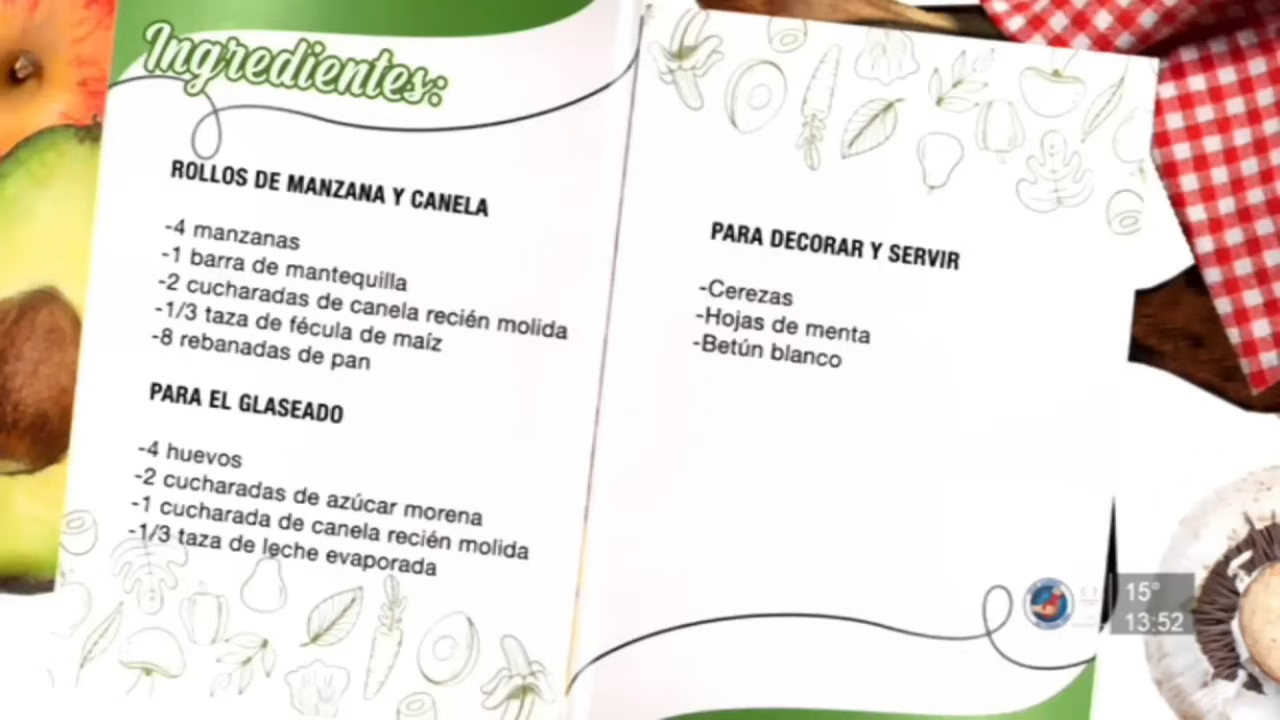 Ingredientes:
ROLLOS DE MANZANA Y CANELA
-4 manzanas
-1 barra de mantequilla
-2 cucharadas de canela recién molida
-1/3 taza de fécula de maíz
-8 rebanadas de pan
PARA EL GLASEADO
-4 huevos
-2 cucharadas de azúcar morena
-1 cucharada de canela recién molida
-1/3 taza de leche evaporada
PARA DECORAR Y SERVIR
-Cerezas
-Hojas de menta
-Betún blanco
15°
13:52